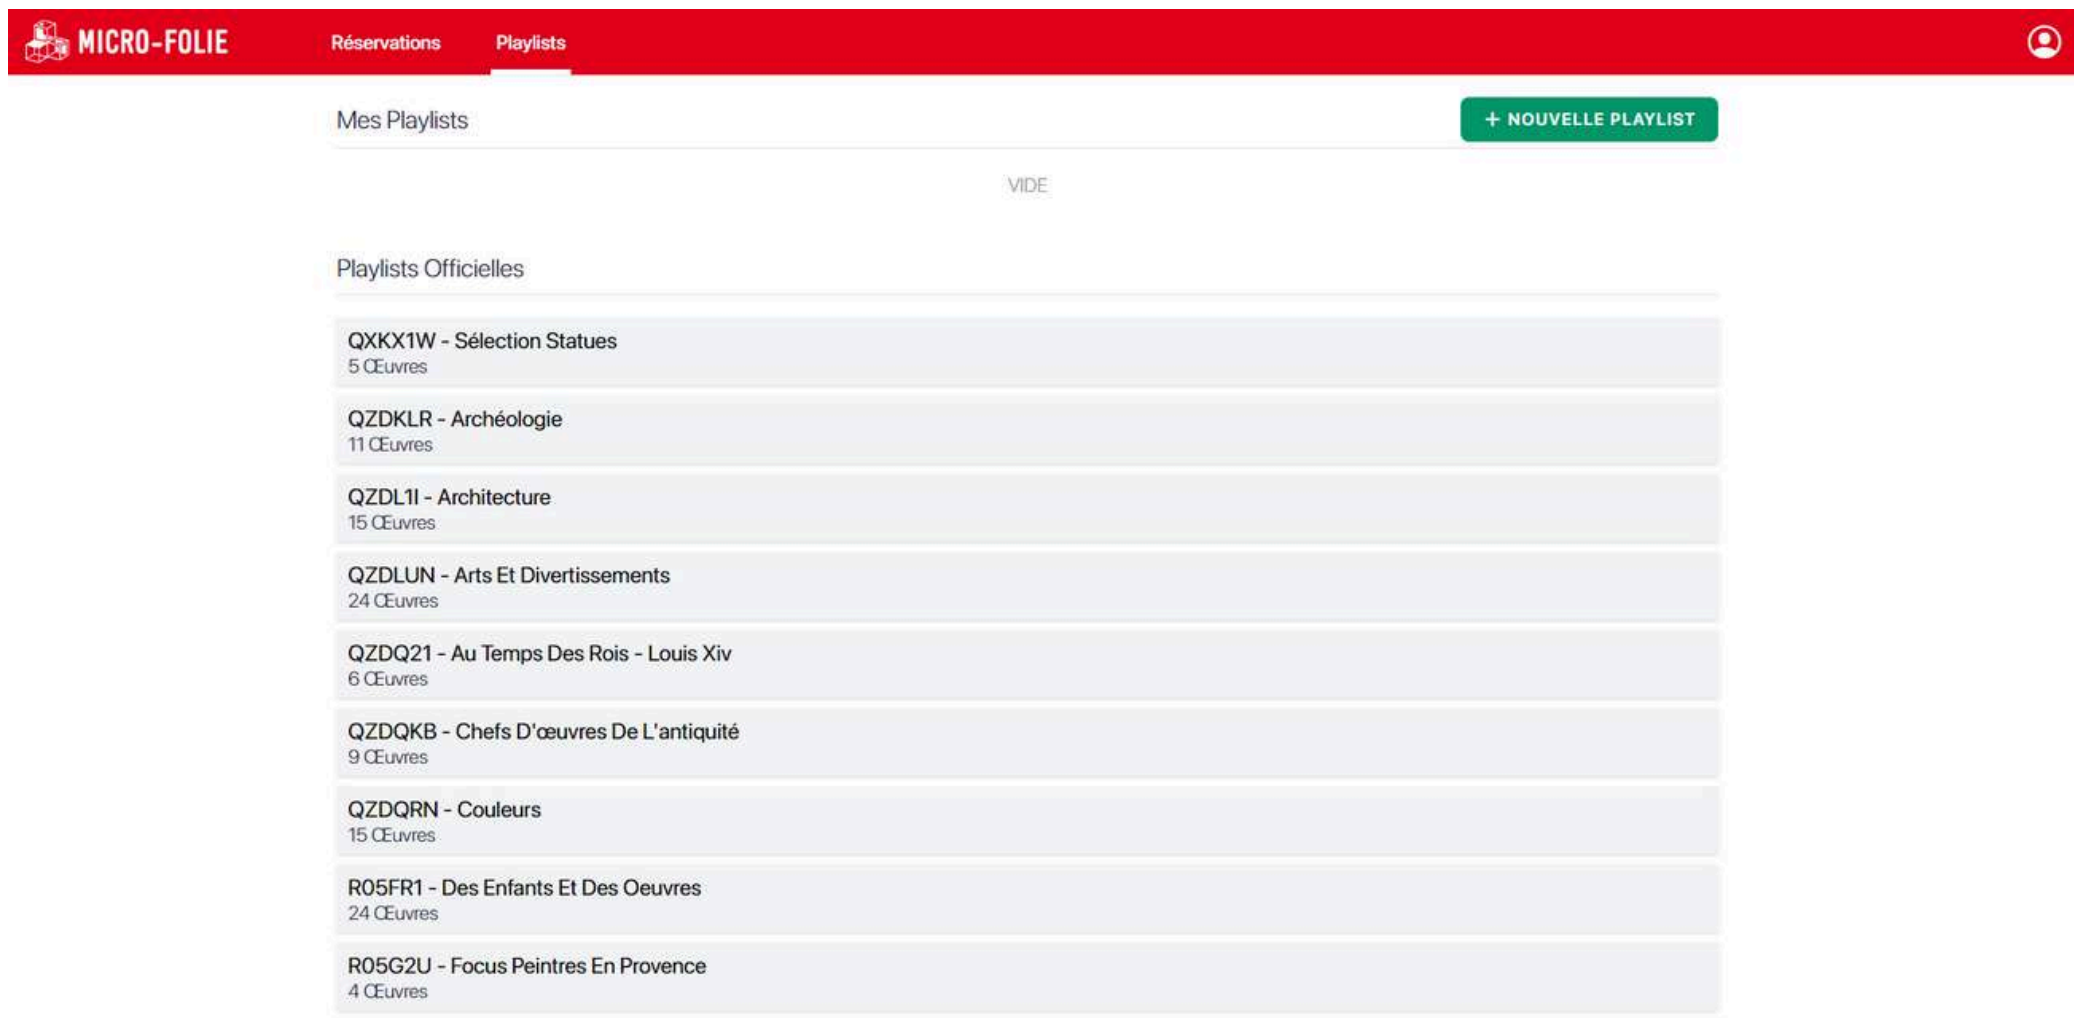 MICRO-FOLIE
Réservations
Playlists
Mes Playlists
+ NOUVELLE PLAYLIST
VIDE
Playlists Officielles
QXKX1W - Sélection Statues
5 Œuvres
QZDKLR - Archéologie
11 Œuvres
QZDL1I - Architecture
15 Œuvres
QZDLUN - Arts Et Divertissements
24 Œuvres
QZDQ21 - Au Temps Des Rois - Louis Xiv
6 Œuvres
QZDQKB - Chefs D'œuvres De L'antiquité
9 Œuvres
QZDQRN - Couleurs
15 Œuvres
R05FR1 - Des Enfants Et Des Oeuvres
24 Œuvres
R05G2U - Focus Peintres En Provence
4 Œuvres